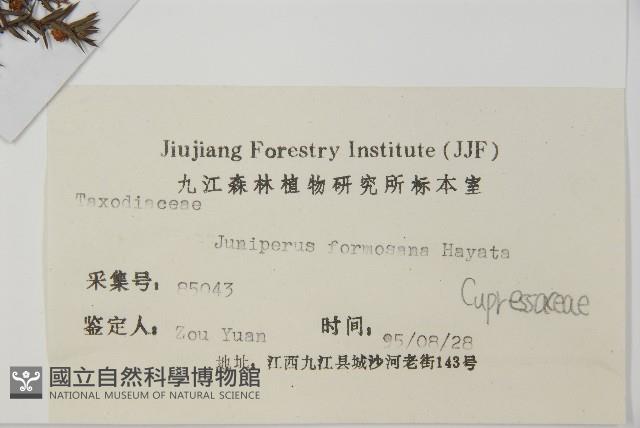 Jiujiang Forestry Institute (JJF)
九江森林植物研究所标本室
Taxodiaceae
Juniperus formosana Hayata
采集号： 85043
Cupressaceae
鉴定人： Zou Yuan 时间： 95/08/28
地址：江西九江县城沙河老街143号
國立自然科學博物館
NATIONAL MUSEUM OF NATURAL SCIENCE